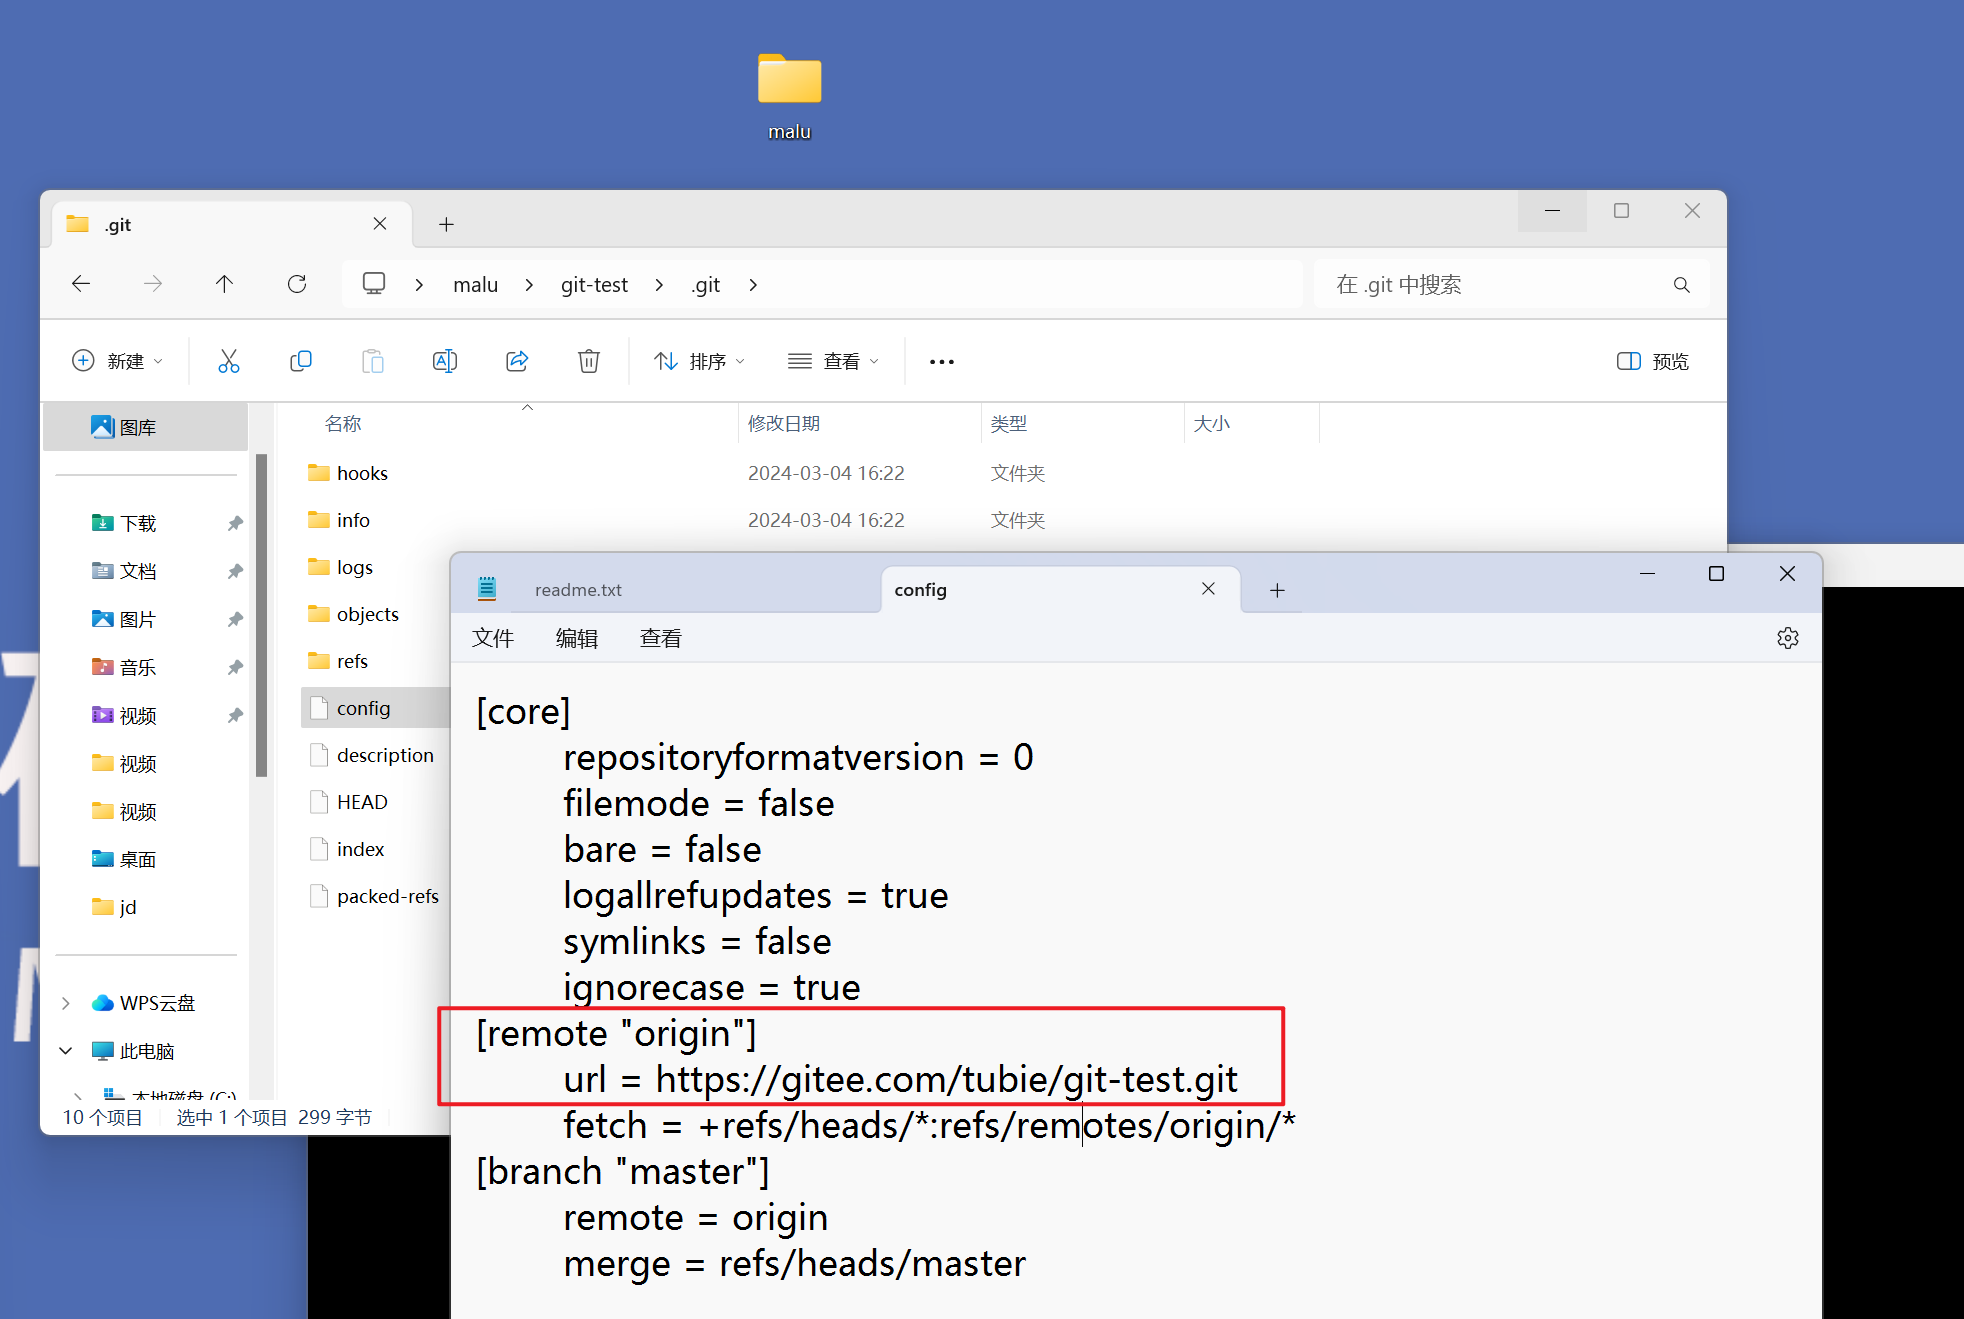 malu
.git
malu
git-test
.git
在 .git 中搜索
新建
排序
查看
预览
图库
下载
文档
图片
音乐
视频
视频
视频
桌面
jd
WPS云盘
此电脑
本地磁盘 (C:)
名称
修改日期
类型
大小
hooks
2024-03-04 16:22
文件夹
info
2024-03-04 16:22
文件夹
logs
objects
refs
config
description
HEAD
index
packed-refs
10 个项目
选中 1 个项目 299 字节
readme.txt
config
文件
编辑
查看
[core]
repositoryformatversion = 0
filemode = false
bare = false
logallrefupdates = true
symlinks = false
ignorecase = true
[remote "origin"]
url = https://gitee.com/tubie/git-test.git
fetch = +refs/heads/*:refs/remotes/origin/*
[branch "master"]
remote = origin
merge = refs/heads/master